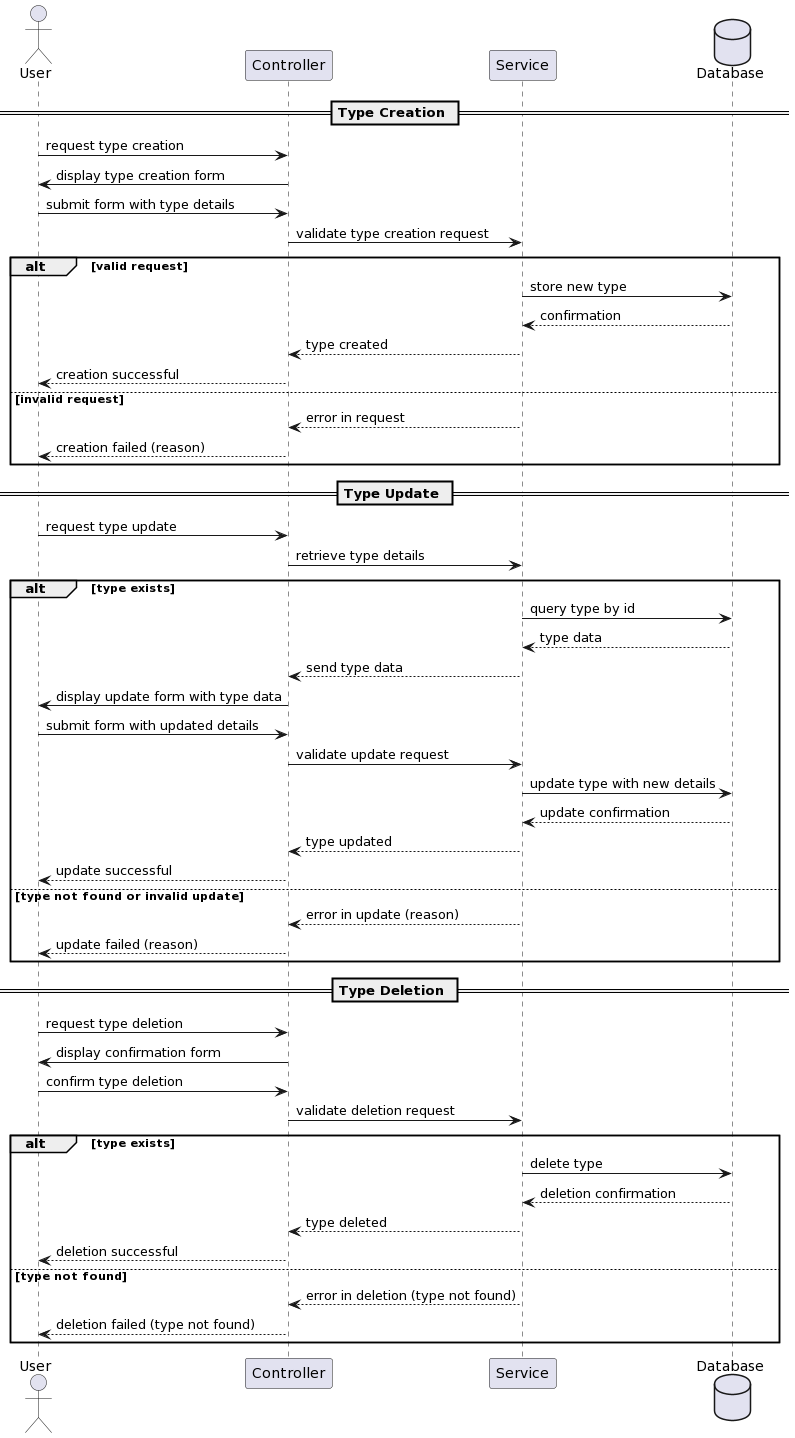 User
Controller
Service
Database
Type Creation
request type creation
display type creation form
submit form with type details
validate type creation request
alt [valid request]
store new type
confirmation
type created
creation successful
[invalid request]
error in request
creation failed (reason)
Type Update
request type update
retrieve type details
alt [type exists]
query type by id
type data
send type data
display update form with type data
submit form with updated details
validate update request
update type with new details
update confirmation
type updated
update successful
[type not found or invalid update]
error in update (reason)
update failed (reason)
Type Deletion
request type deletion
display confirmation form
confirm type deletion
validate deletion request
alt [type exists]
delete type
deletion confirmation
type deleted
deletion successful
[type not found]
error in deletion (type not found)
deletion failed (type not found)
User
Controller
Service
Database